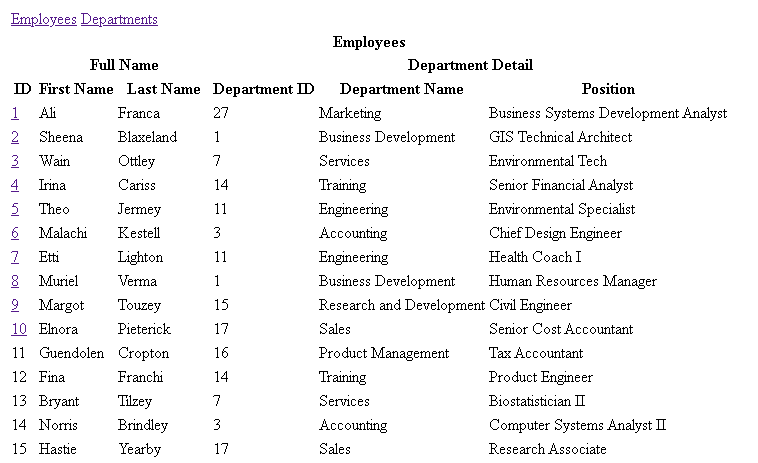 Employees Departments
Employees
Full Name Department Detail
ID First Name Last Name Department ID Department Name Position
1 Ali Franca 27 Marketing Business Systems Development Analyst
2 Sheena Blaxeland 1 Business Development GIS Technical Architect
3 Wain Ottley 7 Services Environmental Tech
4 Irina Cariss 14 Training Senior Financial Analyst
5 Theo Jermey 11 Engineering Environmental Specialist
6 Malachi Kestell 3 Accounting Chief Design Engineer
7 Etti Lighton 11 Engineering Health Coach I
8 Muriel Verma 1 Business Development Human Resources Manager
9 Margot Touzey 15 Research and Development Civil Engineer
10 Elnora Pieterick 17 Sales Senior Cost Accountant
11 Guendolen Cropton 16 Product Management Tax Accountant
12 Fina Franchi 14 Training Product Engineer
13 Bryant Tilzey 7 Services Biostatistician II
14 Norris Brindley 3 Accounting Computer Systems Analyst II
15 Hastie Yearby 17 Sales Research Associate